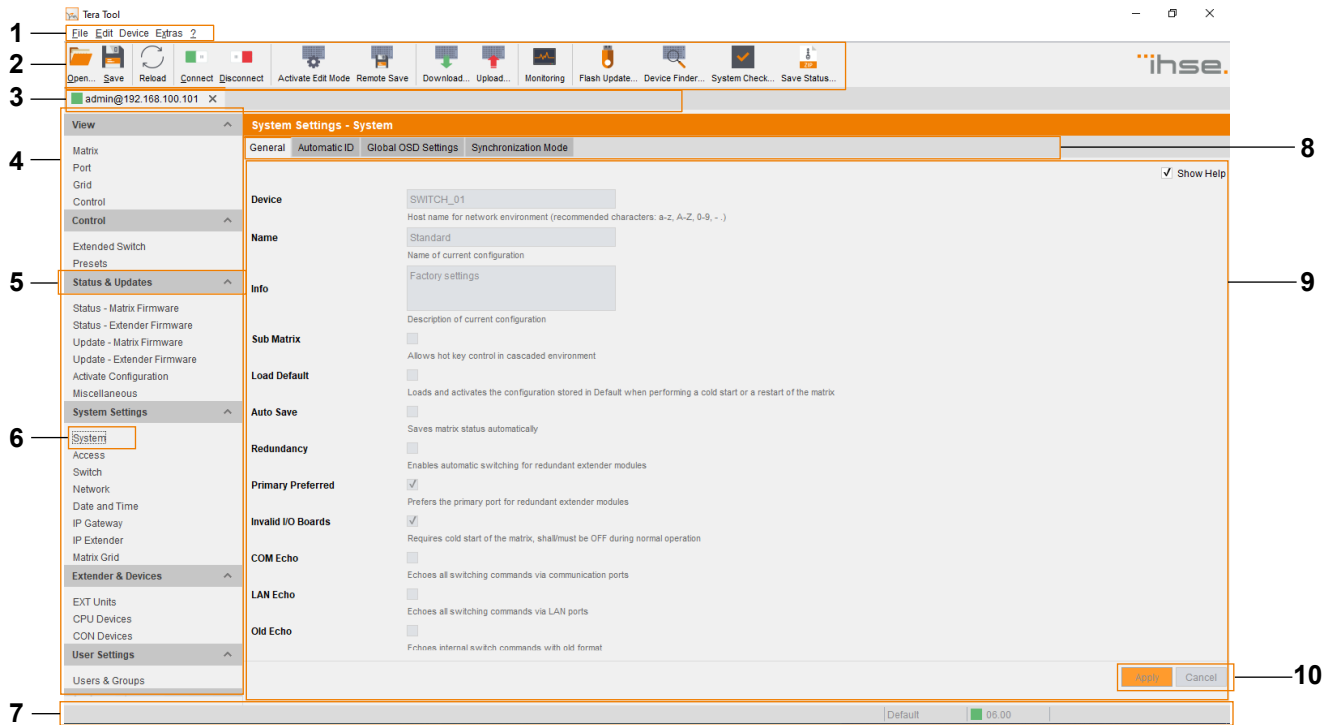 Tera Tool
1 File Edit Device Extras ?
2 Open... Save Reload Connect Disconnect Activate Edit Mode Remote Save Download... Upload... Monitoring Flash Update... Device Finder... System Check... Save Status...
ZIP
ihse.
3 admin@192.168.100.101
View
System Settings - System
General Automatic ID Global OSD Settings Synchronization Mode 8
4
Matrix
Port
Grid
Control
Control
Extended Switch
Presets
5 Status & Updates
Status - Matrix Firmware
Status - Extender Firmware
Update - Matrix Firmware
Update - Extender Firmware
Activate Configuration
Miscellaneous
System Settings
6 System
Access
Switch
Network
Date and Time
IP Gateway
IP Extender
Matrix Grid
Extender & Devices
EXT Units
CPU Devices
CON Devices
User Settings
Users & Groups
Show Help
Device SWITCH_01
Host name for network environment (recommended characters: a-z, A-Z, 0-9, - .)
Name Standard
Name of current configuration
Info Factory settings
9
Description of current configuration
Sub Matrix
Allows hot key control in cascaded environment
Load Default
Loads and activates the configuration stored in Default when performing a cold start or a restart of the matrix
Auto Save
Saves matrix status automatically
Redundancy
Enables automatic switching for redundant extender modules
Primary Preferred
Prefers the primary port for redundant extender modules
Invalid I/O Boards
Requires cold start of the matrix, shall/must be OFF during normal operation
COM Echo
Echoes all switching commands via communication ports
LAN Echo
Echoes all switching commands via LAN ports
Old Echo
Echoes internal switch commands with old format
Apply Cancel 10
7 Default 06.00